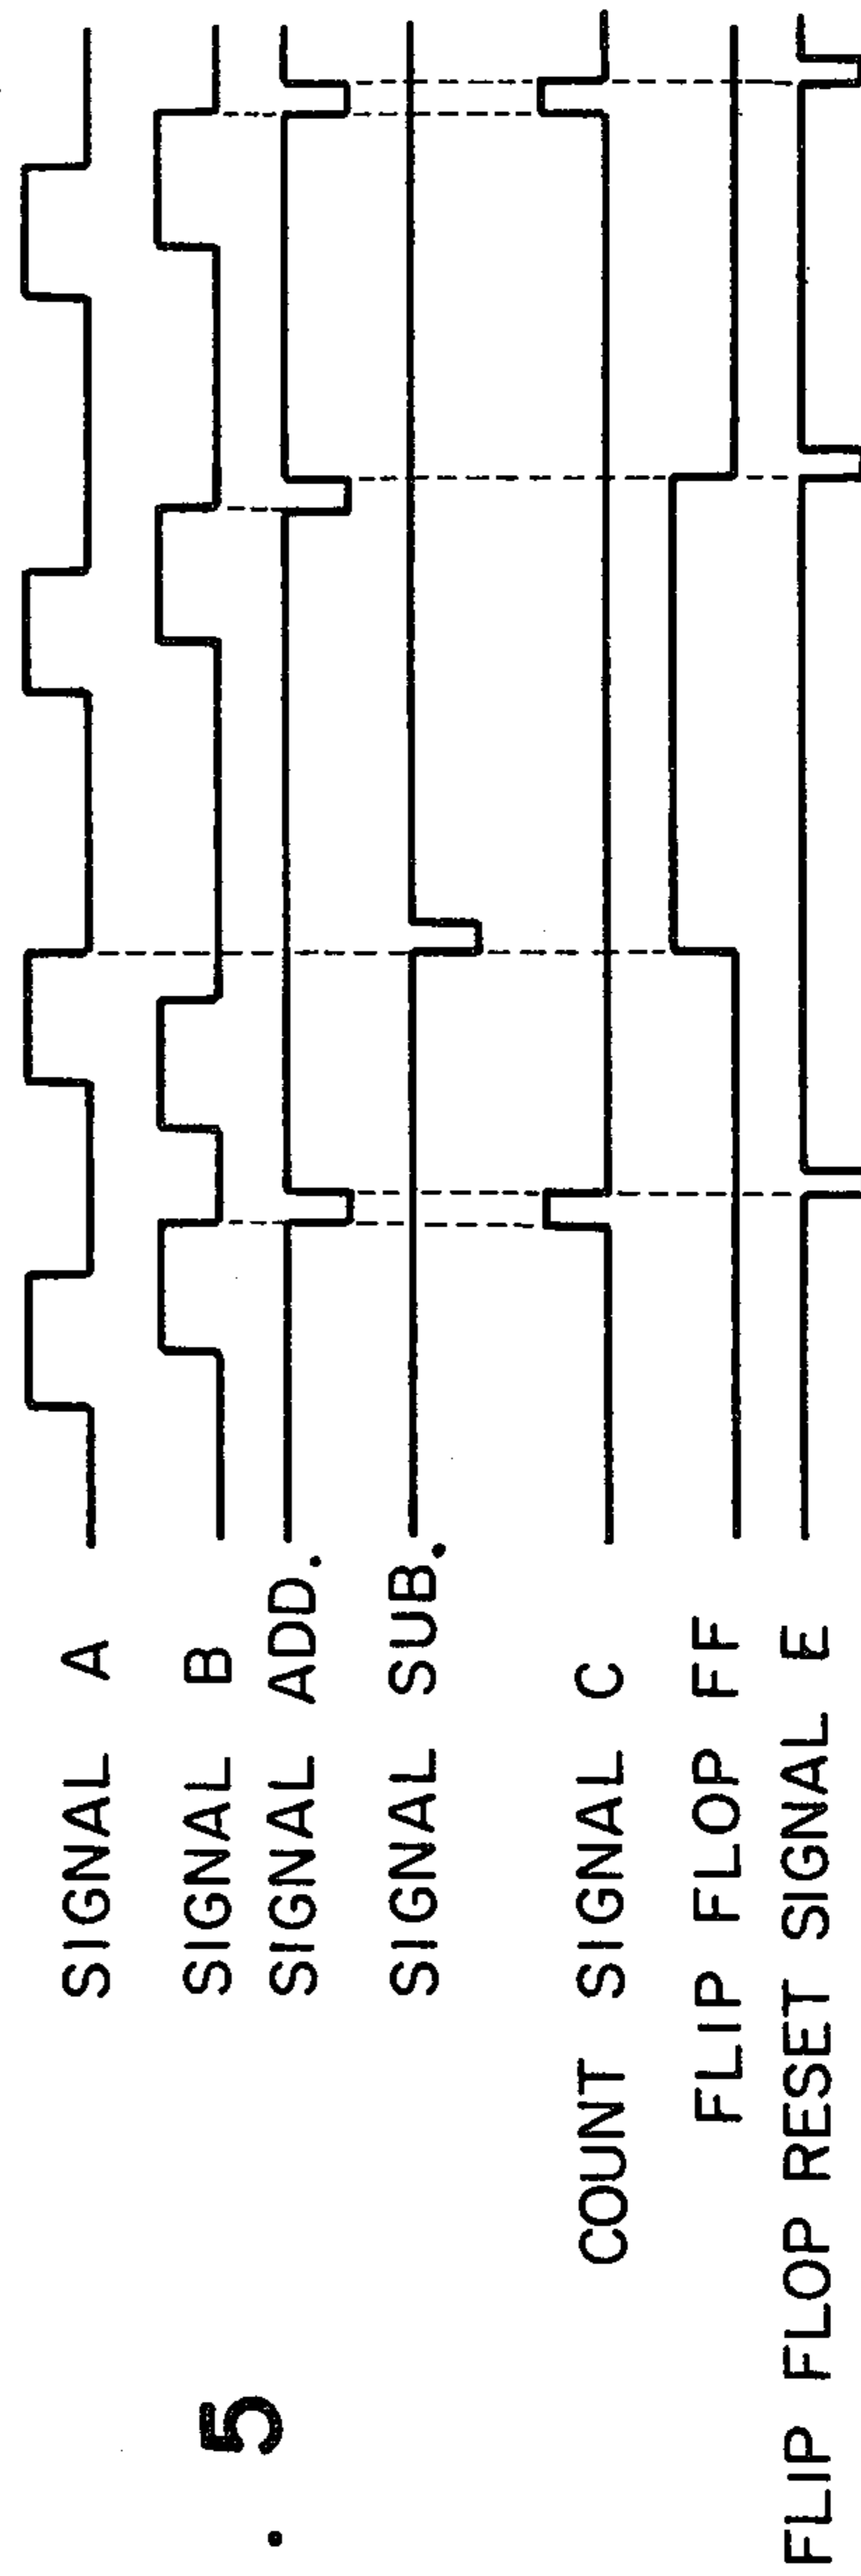 . 5
SIGNAL A
SIGNAL B
SIGNAL ADD.
SIGNAL SUB.
COUNT SIGNAL C
FLIP FLOP FF
FLIP FLOP RESET SIGNAL E